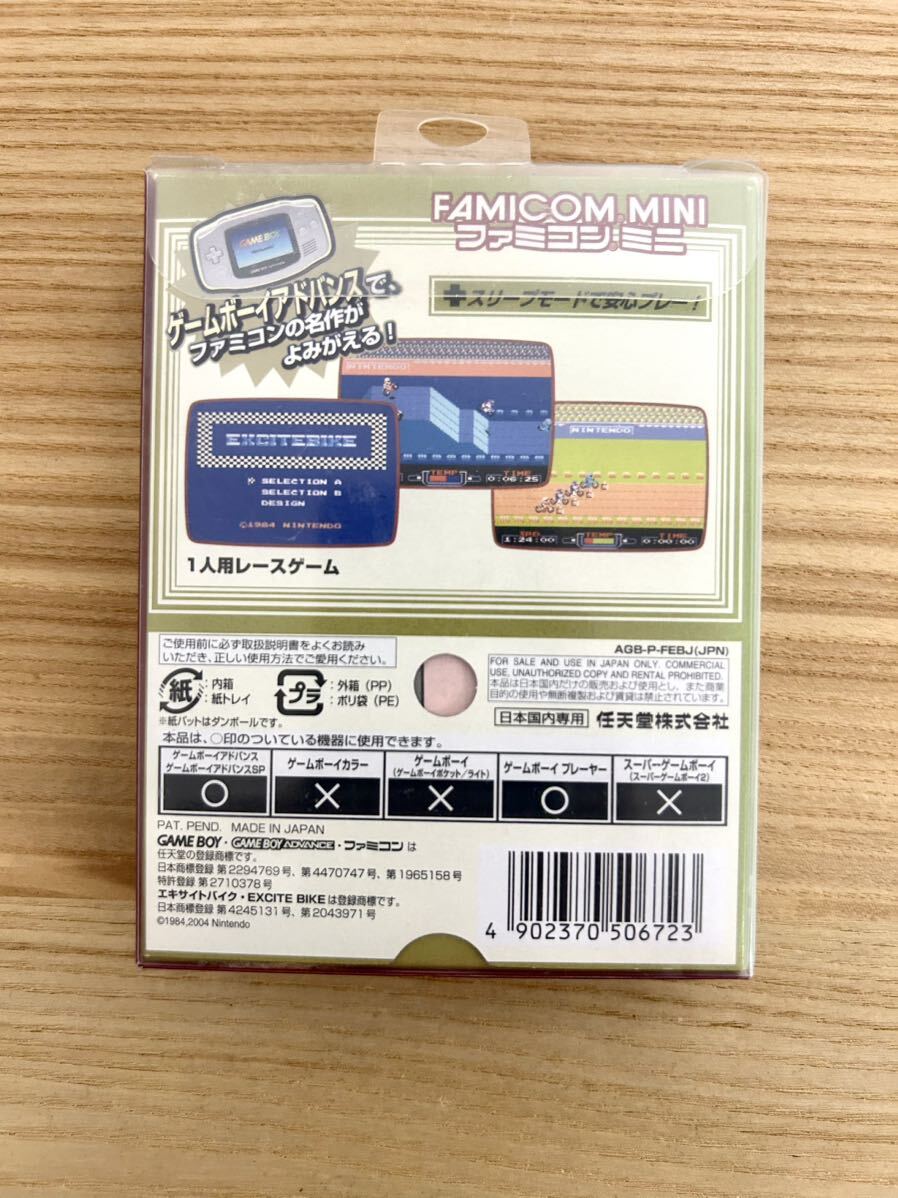 FAMICOM MINI
ファミコンミニ
GAME BOY
ゲームボーイアドバンスで、
ファミコンの名作が
よみがえる!
スリープモードで安心プレー!
NINTENDO
TEMP
TIME
0:06:25
EXCITEBIKE
SELECTION A
SELECTION B
DESIGN
©1984 NINTENDO
NINTENDO
3RD
TEMP
TIME
1:24:00
0:00:00
1人用レースゲーム
ご使用前に必ず取扱説明書をよくお読み
いただき、正しい使用方法でご愛用ください。
紙
:内箱
:紙トレイ
プラ
:外箱(PP)
:ポリ袋(PE)
※紙パットはダンボールです。
AGB-P-FEBJ(JPN)
FOR SALE AND USE IN JAPAN ONLY. COMMERCIAL
USE, UNAUTHORIZED COPY AND RENTAL PROHIBITED.
本品は日本国内だけの販売および使用とし、また商業
目的の使用や無断複製および賃貸は禁止されています。
日本国内専用
任天堂株式会社
本品は、○印のついている機器に使用できます。
ゲームボーイアドバンス
ゲームボーイアドバンスSP
ゲームボーイカラー
ゲームボーイ
(ゲームボーイポケット/ライト)
ゲームボーイ プレーヤー
スーパーゲームボーイ
(スーパーゲームボーイ2)
○ × × ○ ×
PAT. PEND. MADE IN JAPAN
GAME BOY・GAME BOY ADVANCE・ファミコン は
任天堂の登録商標です。
日本商標登録 第2294769号、第4470747号、第1965158号
特許登録 第2710378号
エキサイトバイク・EXCITE BIKE は登録商標です。
日本商標登録 第4245131号、第2043971号
©1984,2004 Nintendo
4 902370 506723